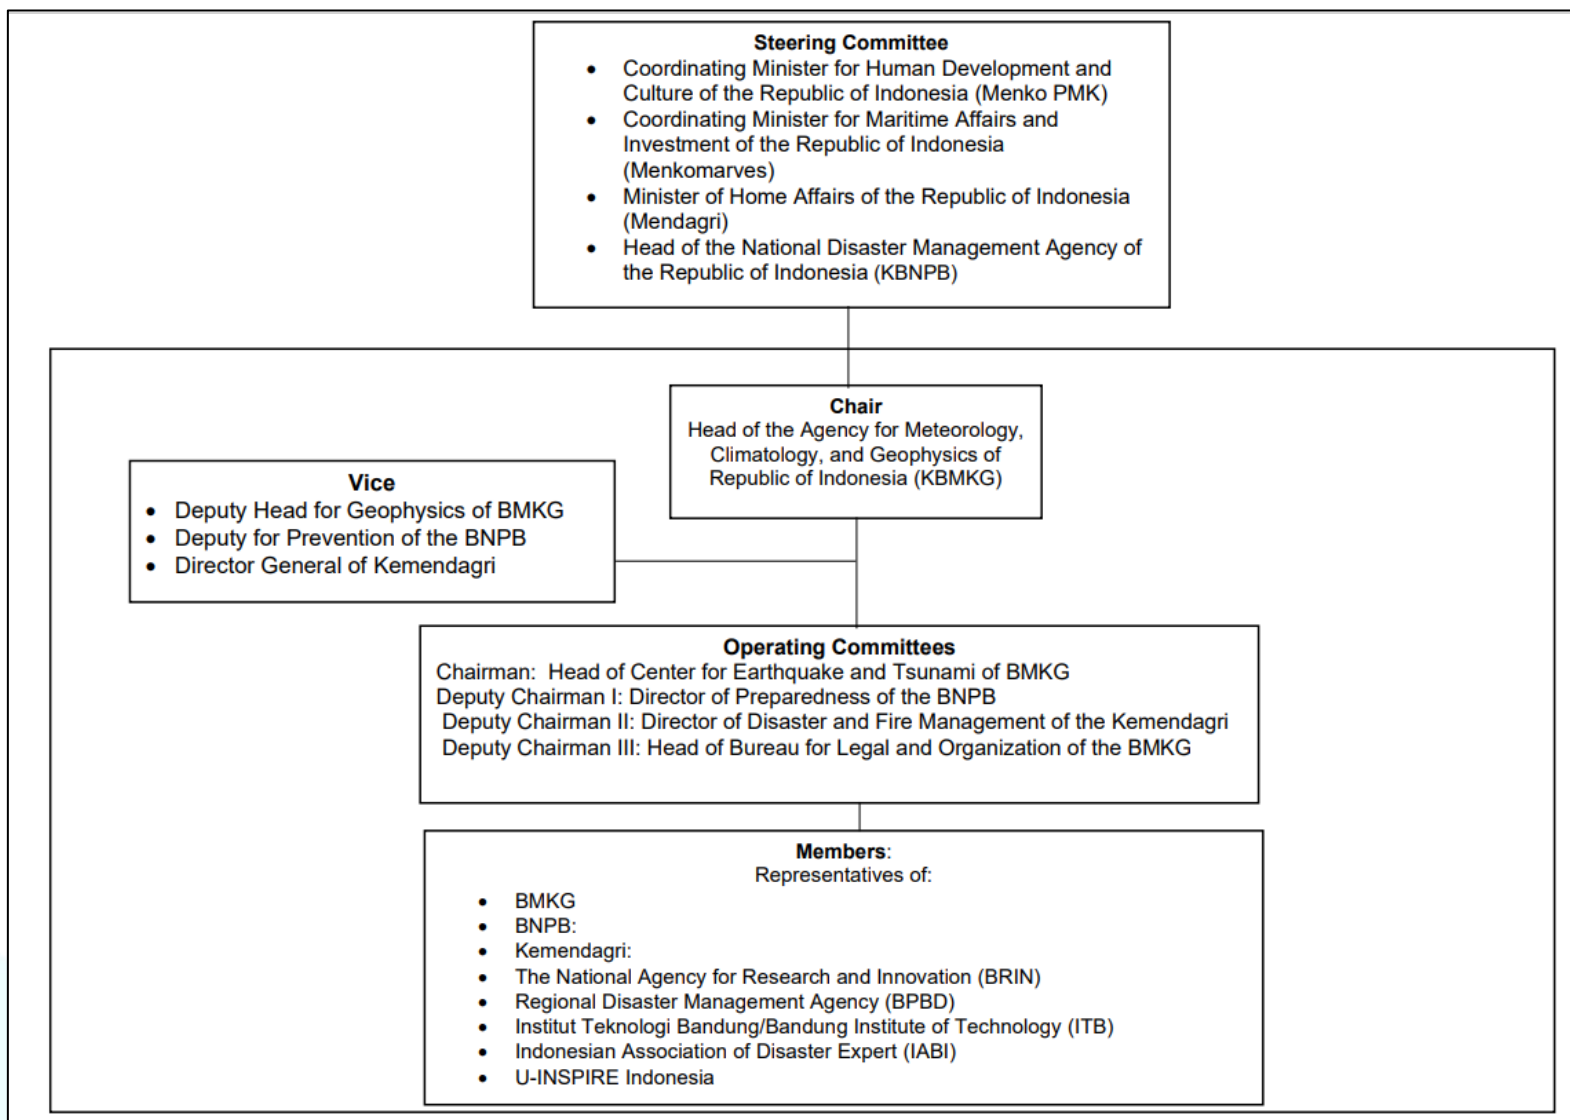 Steering Committee
• Coordinating Minister for Human Development and
Culture of the Republic of Indonesia (Menko PMK)
• Coordinating Minister for Maritime Affairs and
Investment of the Republic of Indonesia
(Menkomarves)
• Minister of Home Affairs of the Republic of Indonesia
(Mendagri)
• Head of the National Disaster Management Agency of
the Republic of Indonesia (KBNPB)
Chair
Head of the Agency for Meteorology,
Climatology, and Geophysics of
Republic of Indonesia (KBMKG)
Vice
• Deputy Head for Geophysics of BMKG
• Deputy for Prevention of the BNPB
• Director General of Kemendagri
Operating Committees
Chairman: Head of Center for Earthquake and Tsunami of BMKG
Deputy Chairman I: Director of Preparedness of the BNPB
Deputy Chairman II: Director of Disaster and Fire Management of the Kemendagri
Deputy Chairman III: Head of Bureau for Legal and Organization of the BMKG
Members:
Representatives of:
• BMKG
• BNPB:
• Kemendagri:
• The National Agency for Research and Innovation (BRIN)
• Regional Disaster Management Agency (BPBD)
• Institut Teknologi Bandung/Bandung Institute of Technology (ITB)
• Indonesian Association of Disaster Expert (IABI)
• U-INSPIRE Indonesia